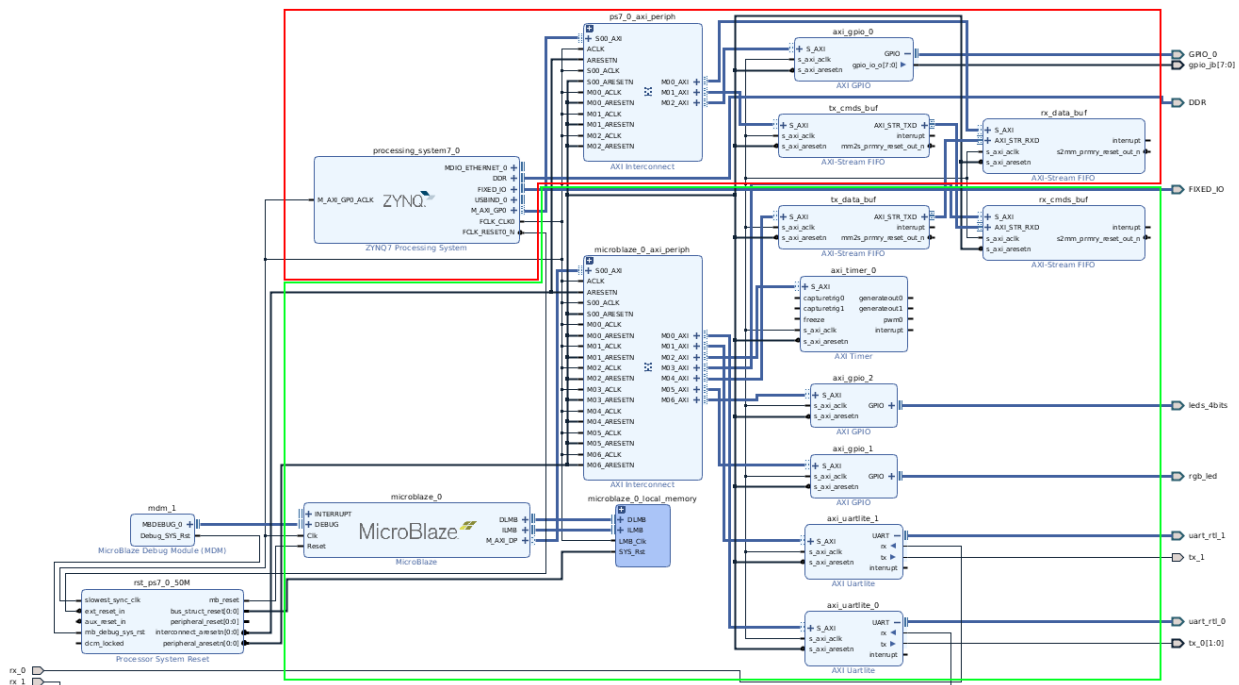 ps7_0_axi_periph
S00_AXI
ACLK
ARESETN
S00_ACLK
S00_ARESETN
M00_ACLK
M00_ARESETN
M01_ACLK
M01_ARESETN
M02_ACLK
M02_ARESETN
M00_AXI
M01_AXI
M02_AXI
AXI Interconnect
axi_gpio_0
S_AXI
s_axi_aclk
s_axi_aresetn
GPIO
gpio_io_o[7:0]
AXI GPIO
GPIO_0
gpio_jb[7:0]
DDR
tx_cmds_buf
S_AXI
s_axi_aclk
s_axi_aresetn
AXI_STR_TXD
interrupt
mm2s_prmry_reset_out_n
AXI-Stream FIFO
rx_data_buf
S_AXI
AXI_STR_RXD
s_axi_aclk
s_axi_aresetn
interrupt
s2mm_prmry_reset_out_n
AXI-Stream FIFO
processing_system7_0
M_AXI_GP0_ACLK
ZYNQ
MDIO_ETHERNET_0
DDR
FIXED_IO
USBIND_0
M_AXI_GP0
FCLK_CLK0
FCLK_RESET0_N
ZYNQ7 Processing System
FIXED_IO
tx_data_buf
S_AXI
s_axi_aclk
s_axi_aresetn
AXI_STR_TXD
interrupt
mm2s_prmry_reset_out_n
AXI-Stream FIFO
rx_cmds_buf
S_AXI
AXI_STR_RXD
s_axi_aclk
s_axi_aresetn
interrupt
s2mm_prmry_reset_out_n
AXI-Stream FIFO
microblaze_0_axi_periph
S00_AXI
ACLK
ARESETN
S00_ACLK
S00_ARESETN
M00_ACLK
M00_ARESETN
M01_ACLK
M01_ARESETN
M02_ACLK
M02_ARESETN
M03_ACLK
M03_ARESETN
M04_ACLK
M04_ARESETN
M05_ACLK
M05_ARESETN
M06_ACLK
M06_ARESETN
M00_AXI
M01_AXI
M02_AXI
M03_AXI
M04_AXI
M05_AXI
M06_AXI
AXI Interconnect
axi_timer_0
S_AXI
capturetrig0
capturetrig1
freeze
s_axi_aclk
s_axi_aresetn
generateout0
generateout1
pwm0
interrupt
AXI Timer
axi_gpio_2
S_AXI
s_axi_aclk
s_axi_aresetn
GPIO
AXI GPIO
leds_4bits
axi_gpio_1
S_AXI
s_axi_aclk
s_axi_aresetn
GPIO
AXI GPIO
rgb_led
mdm_1
MBDEBUG_0
Debug_SYS_Rst
MicroBlaze Debug Module (MDM)
microblaze_0
INTERRUPT
DEBUG
Clk
Reset
MicroBlaze
DLMB
ILMB
M_AXI_DP
MicroBlaze
microblaze_0_local_memory
DLMB
ILMB
LMB_Clk
SYS_Rst
axi_uartlite_1
S_AXI
s_axi_aclk
s_axi_aresetn
UART
rx
tx
interrupt
AXI Uartlite
uart_rtl_1
tx_1
rst_ps7_0_50M
slowest_sync_clk
ext_reset_in
aux_reset_in
mb_debug_sys_rst
dcm_locked
mb_reset
bus_struct_reset[0:0]
peripheral_reset[0:0]
interconnect_aresetn[0:0]
peripheral_aresetn[0:0]
Processor System Reset
axi_uartlite_0
S_AXI
s_axi_aclk
s_axi_aresetn
UART
rx
tx
interrupt
AXI Uartlite
uart_rtl_0
tx_0[1:0]
rx_0
rx_1